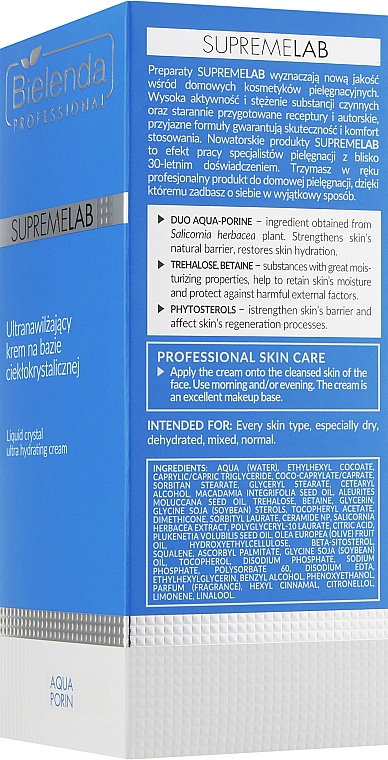 Bielenda
PROFESSIONAL
SUPREMELAB
Ultranawilżający
krem na bazie
ciekłokrystalicznej
Liquid crystal
ultra hydrating cream
AQUA
PORIN
SUPREMELAB
Preparaty SUPREMELAB wyznaczają nową jakość
wśród domowych kosmetyków pielęgnacyjnych.
Wysoka aktywność i stężenie substancji czynnych
oraz starannie przygotowane receptury i autorskie,
przyjazne formuły gwarantują skuteczność i komfort
stosowania. Nowatorskie produkty SUPREMELAB
to efekt pracy specjalistów pielęgnacji z blisko
30-letnim doświadczeniem. Trzymasz w ręku
profesjonalny produkt do domowej pielęgnacji, dzięki
któremu zadbasz o siebie w wyjątkowy sposób.
DUO AQUA-PORINE – ingredient obtained from
Salicornia herbacea plant. Strengthens skin's
natural barrier, restores skin hydration.
TREHALOSE, BETAINE – substances with great mois-
turizing properties, help to retain skin's moisture
and protect against harmful external factors.
PHYTOSTEROLS – istrengthen skin's barrier and
affect skin's regeneration processes.
PROFESSIONAL SKIN CARE
Apply the cream onto the cleansed skin of the
face. Use morning and/or evening. The cream is
an excellent makeup base.
INTENDED FOR: Every skin type, especially dry,
dehydrated, mixed, normal.
INGREDIENTS: AQUA (WATER), ETHYLHEXYL COCOATE,
CAPRYLIC/CAPRIC TRIGLYCERIDE, COCO-CAPRYLATE/CAPRATE,
SORBITAN STEARATE, GLYCERYL STEARATE, CETEARYL
ALCOHOL, MACADAMIA INTEGRIFOLIA SEED OIL, ALEURITES
MOLUCCANA SEED OIL, TREHALOSE, BETAINE, GLYCERIN,
GLYCINE SOJA (SOYBEAN) STEROLS, TOCOPHERYL ACETATE,
DIMETHICONE, SORBITYL LAURATE, CERAMIDE NP, SALICORNIA
HERBACEA EXTRACT, POLYGLYCERYL-10 LAURATE, CITRIC ACID,
PLUKENETIA VOLUBILIS SEED OIL, OLEA EUROPEA (OLIVE) FRUIT
OIL, HYDROXYETHYLCELLULOSE, BETA-SITOSTEROL,
SQUALENE, ASCORBYL PALMITATE, GLYCINE SOJA (SOYBEAN)
OIL, TOCOPHEROL, DISODIUM PHOSPHATE, SODIUM
PHOSPHATE, POLYSORBATE 60, DISODIUM EDTA,
ETHYLHEXYLGLYCERIN, BENZYL ALCOHOL, PHENOXYETHANOL,
PARFUM (FRAGRANCE), HEXYL CINNAMAL, CITRONELLOL,
LIMONENE, LINALOOL.